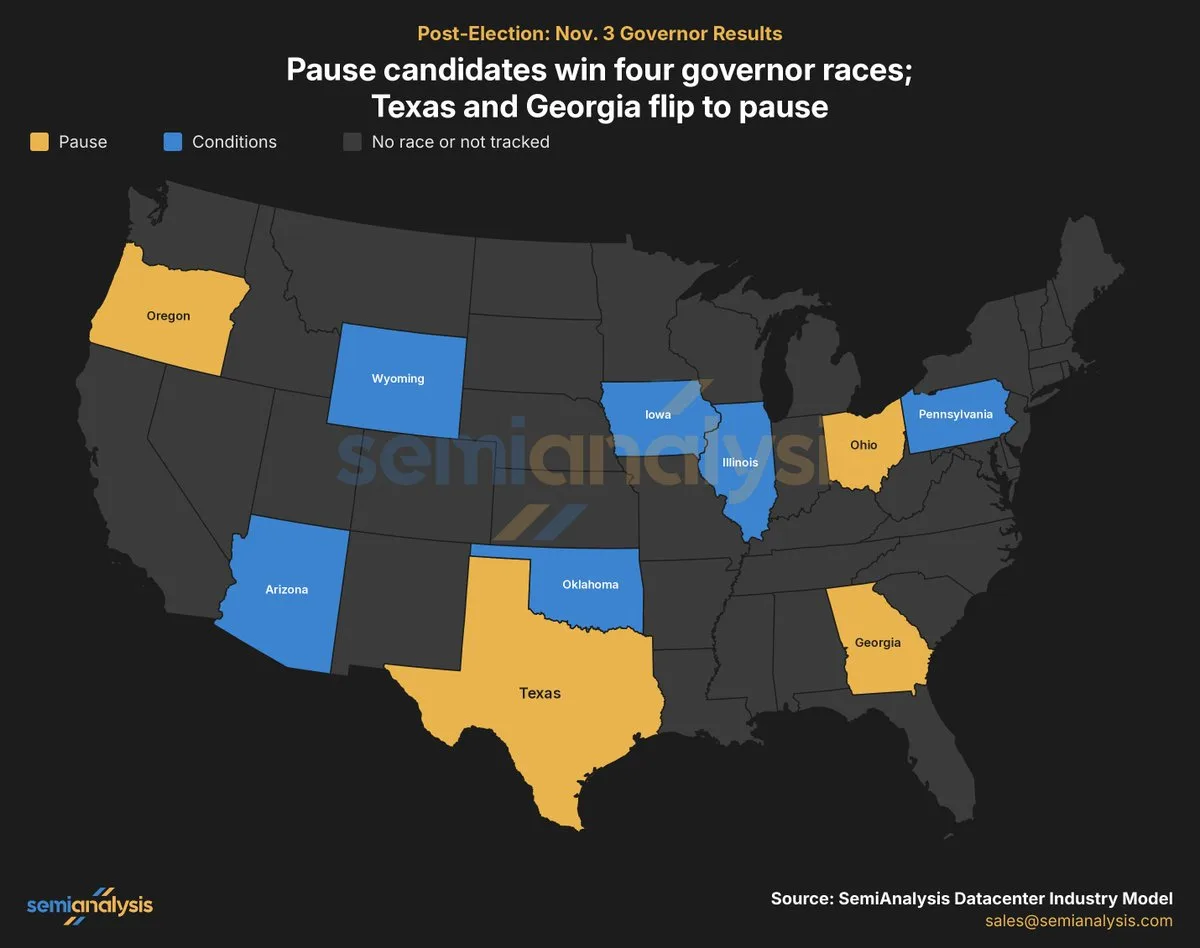 Post-Election: Nov. 3 Governor Results
Pause candidates win four governor races;
Texas and Georgia flip to pause
Pause
Conditions
No race or not tracked
Oregon
Wyoming
Iowa
Illinois
Ohio
Pennsylvania
semianalysis
Arizona
Oklahoma
Texas
Georgia
semianalysis
Source: SemiAnalysis Datacenter Industry Model
sales@semianalysis.com